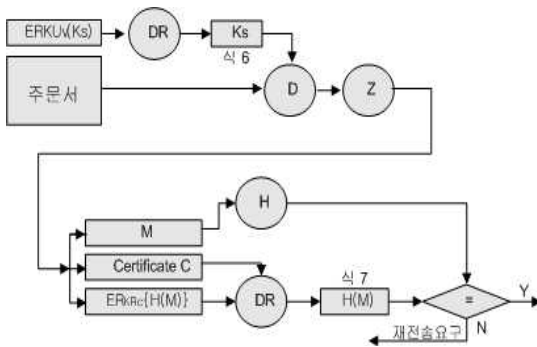 ERKUv(Ks)
DR
Ks
식 6
주문서
D
Z
H
M
Certificate C
식 7
ERKRc{H(M)}
DR
H(M)
=
Y
N
재전송요구